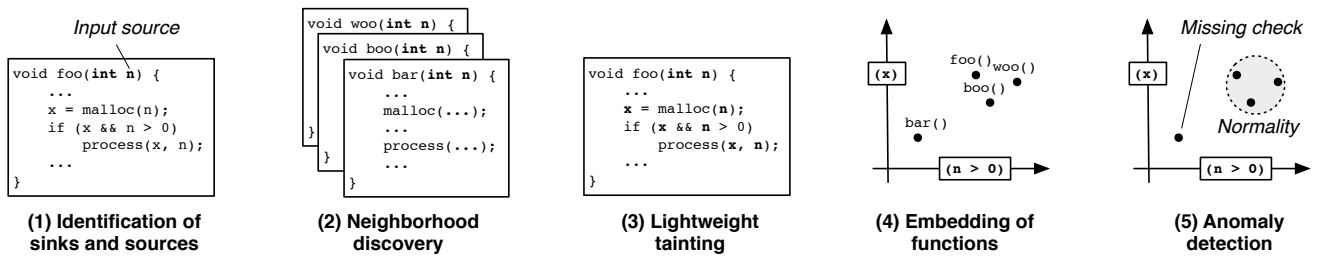 Input source
void foo(int n) {
...
x = malloc(n);
if (x && n > 0)
process(x, n);
...
}
(1) Identification of
sinks and sources
void woo(int n) {
}
void boo(int n) {
}
void bar(int n) {
...
malloc(...);
...
process(...);
...
}
(2) Neighborhood
discovery
void foo(int n) {
...
x = malloc(n);
if (x && n > 0)
process(x, n);
...
}
(3) Lightweight
tainting
(x)
foo()
woo()
boo()
bar()
(n > 0)
(4) Embedding of
functions
Missing check
(x)
Normality
(n > 0)
(5) Anomaly
detection